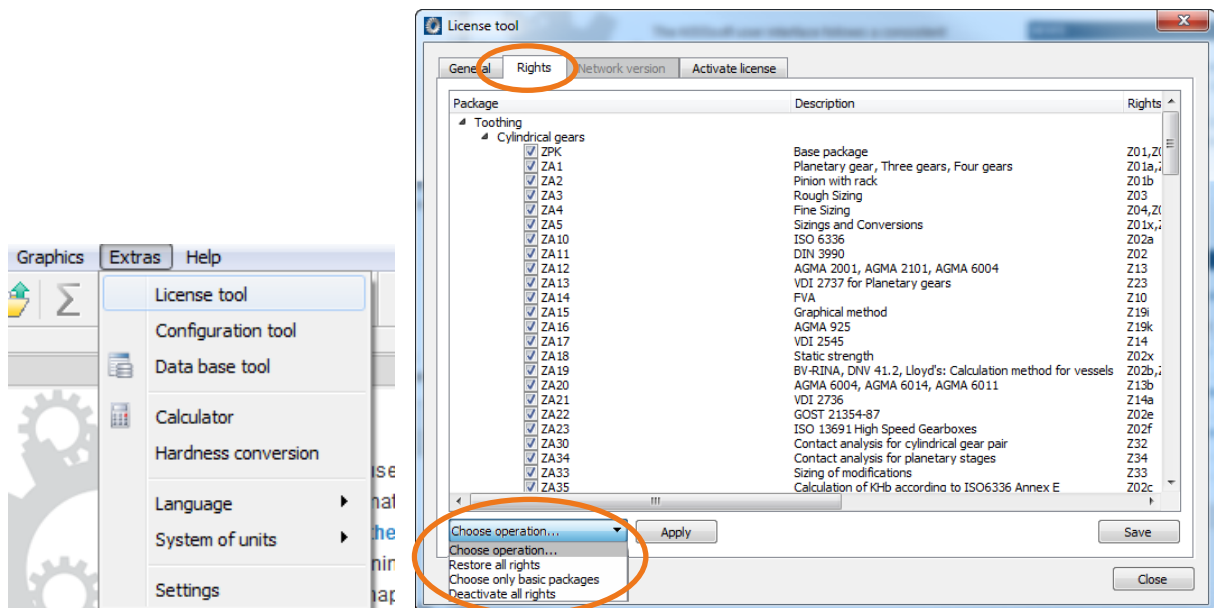 Graphics Extras Help
License tool
Configuration tool
Data base tool
Calculator
Hardness conversion
Language
System of units
Settings
License tool
General Rights Network version Activate license
Package Description Rights
Toothing
Cylindrical gears
ZPK Base package Z01,Z0
ZA1 Planetary gear, Three gears, Four gears Z01a,
ZA2 Pinion with rack Z01b
ZA3 Rough Sizing Z03
ZA4 Fine Sizing Z04,Z0
ZA5 Sizings and Conversions Z01x,
ZA10 ISO 6336 Z02a
ZA11 DIN 3990 Z02
ZA12 AGMA 2001, AGMA 2101, AGMA 6004 Z13
ZA13 VDI 2737 for Planetary gears Z23
ZA14 FVA Z10
ZA15 Graphical method Z19i
ZA16 AGMA 925 Z19k
ZA17 VDI 2545 Z14
ZA18 Static strength Z02x
ZA19 BV-RINA, DNV 41.2, Lloyd's: Calculation method for vessels Z02b,
ZA20 AGMA 6004, AGMA 6014, AGMA 6011 Z13b
ZA21 VDI 2736 Z14a
ZA22 GOST 21354-87 Z02e
ZA23 ISO 13691 High Speed Gearboxes Z02f
ZA30 Contact analysis for cylindrical gear pair Z32
ZA34 Contact analysis for planetary stages Z34
ZA33 Sizing of modifications Z33
ZA35 Calculation of KHb according to ISO6336 Annex E Z02c
Choose operation... Apply Save
Choose operation...
Restore all rights
Choose only basic packages
Deactivate all rights
Close